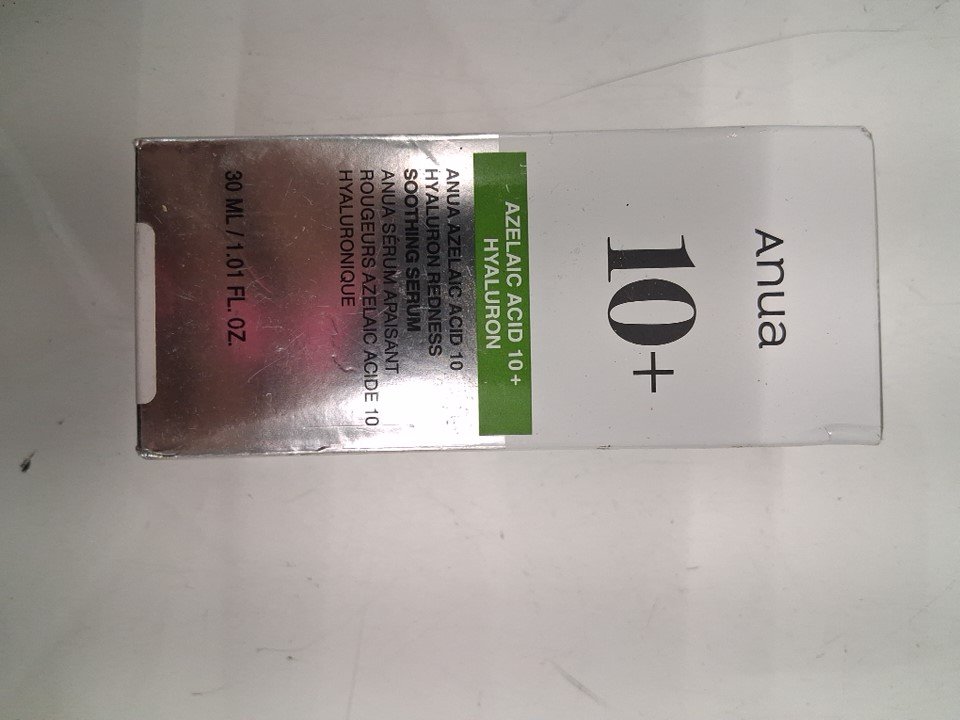 Anua
10+
AZELAIC ACID 10+
HYALURON
ANUA AZELAIC ACID 10
HYALURON REDNESS
SOOTHING SERUM
ANUA SÉRUM APAISANT
ROUGEURS AZELAIC ACIDE 10
HYALURONIQUE
30 ML / 1.01 FL. OZ.